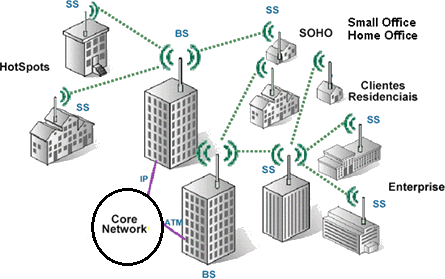 SS
SS
BS
SOHO
Small Office
Home Office
HotSpots
SS
Clientes
Residenciais
SS
SS
IP
Core
Network
ATM
Enterprise
SS
BS